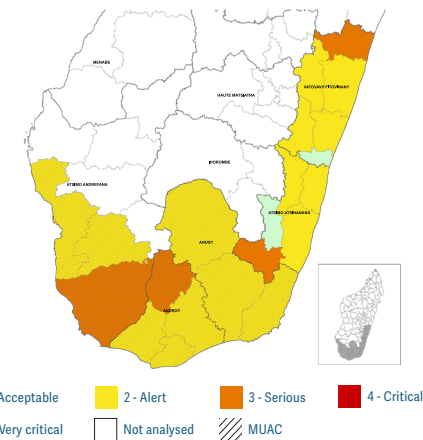 MENABE
HAUTE MATSIATRA
VATOVAVY FITOVINANY
IHOROMBE
ATSIMO ANDREFANA
ATSIMO ATSINANANA
ANOSY
ANDROY
Acceptable 2 - Alert 3 - Serious 4 - Critical
Very critical Not analysed MUAC